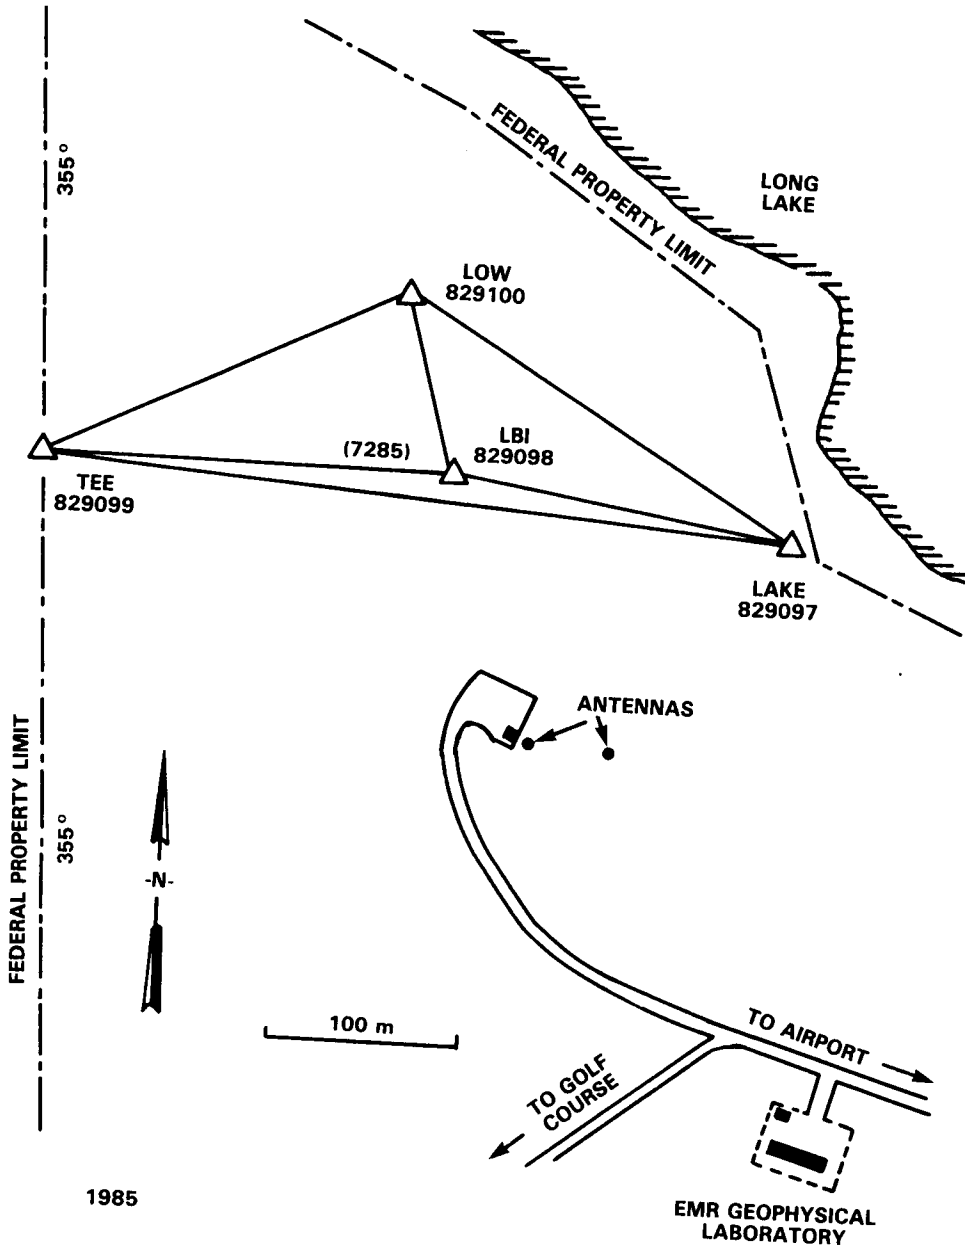 355°
FEDERAL PROPERTY LIMIT
LONG
LAKE
LOW
829100
(7285)
LBI
829098
TEE
829099
LAKE
829097
ANTENNAS
FEDERAL PROPERTY LIMIT
355°
-N-
100 m
TO AIRPORT
TO GOLF
COURSE
1985
EMR GEOPHYSICAL
LABORATORY